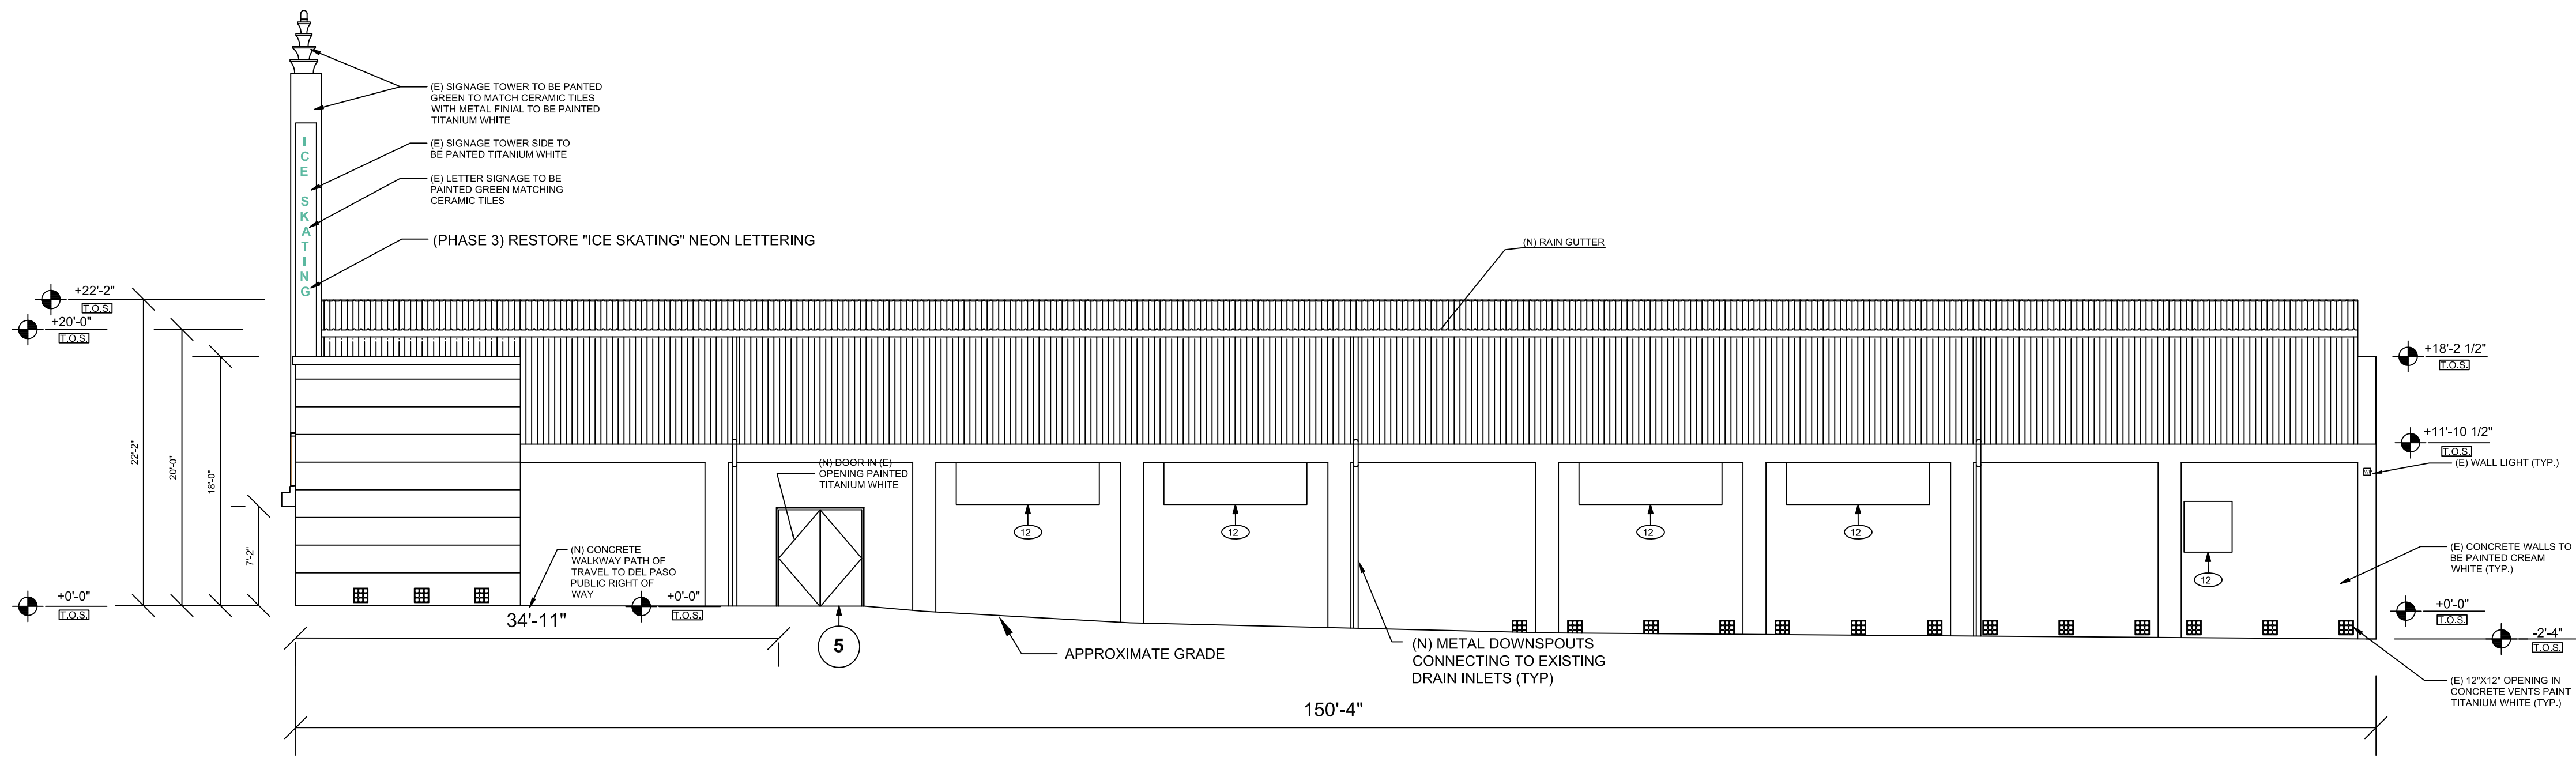 (E) SIGNAGE TOWER TO BE PANTED
GREEN TO MATCH CERAMIC TILES
WITH METAL FINIAL TO BE PAINTED
TITANIUM WHITE
(E) SIGNAGE TOWER SIDE TO
BE PANTED TITANIUM WHITE
(E) LETTER SIGNAGE TO BE
PAINTED GREEN MATCHING
CERAMIC TILES
(PHASE 3) RESTORE "ICE SKATING" NEON LETTERING
ICE SKATING
(N) RAIN GUTTER
+22'-2"
T.O.S.
+20'-0"
T.O.S.
22'-2"
20'-0"
18'-0"
7'-2"
+0'-0"
T.O.S.
+18'-2 1/2"
T.O.S.
+11'-10 1/2"
T.O.S.
(E) WALL LIGHT (TYP.)
(N) DOOR IN (E)
OPENING PAINTED
TITANIUM WHITE
12
12
12
12
12
(N) CONCRETE
WALKWAY PATH OF
TRAVEL TO DEL PASO
PUBLIC RIGHT OF
WAY
+0'-0"
T.O.S.
(E) CONCRETE WALLS TO
BE PAINTED CREAM
WHITE (TYP.)
+0'-0"
T.O.S.
-2'-4"
T.O.S.
34'-11"
5
APPROXIMATE GRADE
(N) METAL DOWNSPOUTS
CONNECTING TO EXISTING
DRAIN INLETS (TYP)
(E) 12"X12" OPENING IN
CONCRETE VENTS PAINT
TITANIUM WHITE (TYP.)
150'-4"